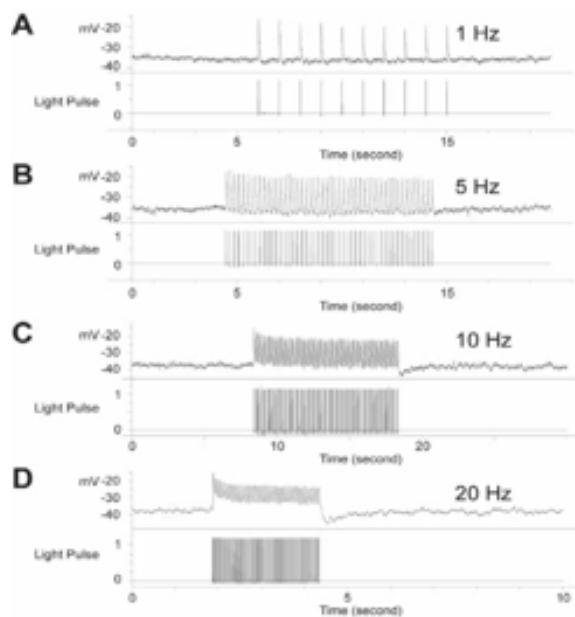 A
mV -20
1 Hz
-30
-40
Light Pulse
1
0
0 5 15
Time (second)
B
mV -20
5 Hz
-30
-40
Light Pulse
1
0
0 5 15
Time (second)
C
mV -20
10 Hz
-30
-40
Light Pulse
1
0
0 10 20
Time (second)
D
mV -20
20 Hz
-30
-40
Light Pulse
1
0
0 5 10
Time (second)